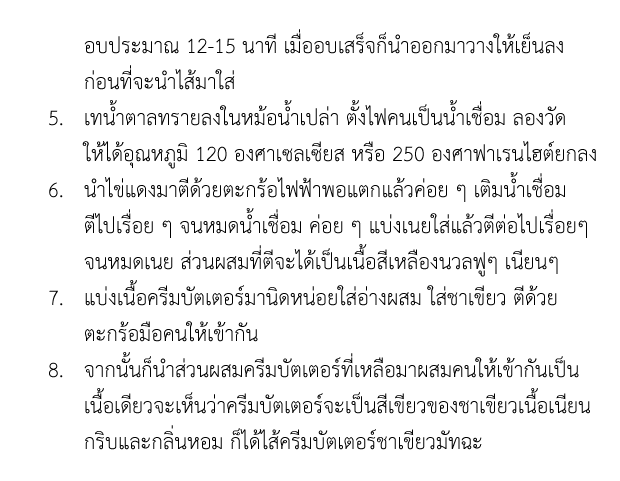 อบประมาณ 12-15 นาที เมื่ออบเสร็จก็นำออกมาวางให้เย็นลง
ก่อนที่จะนำไส้มาใส่
5. เทน้ำตาลทรายลงในหม้อน้ำเปล่า ตั้งไฟคนเป็นน้ำเชื่อม ลองวัด
ให้ได้อุณหภูมิ 120 องศาเซลเซียส หรือ 250 องศาฟาเรนไฮต์ยกลง
6. นำไข่แดงมาตีด้วยตะกร้อไฟฟ้าพอแตกแล้วค่อย ๆ เติมน้ำเชื่อม
ตีไปเรื่อย ๆ จนหมดน้ำเชื่อม ค่อย ๆ แบ่งเนยใส่แล้วตีต่อไปเรื่อยๆ
จนหมดเนย ส่วนผสมที่ตีจะได้เป็นเนื้อสีเหลืองนวลฟูๆ เนียนๆ
7. แบ่งเนื้อครีมบัตเตอร์มานิดหน่อยใส่อ่างผสม ใส่ชาเขียว ตีด้วย
ตะกร้อมือคนให้เข้ากัน
8. จากนั้นก็นำส่วนผสมครีมบัตเตอร์ที่เหลือมาผสมคนให้เข้ากันเป็น
เนื้อเดียวจะเห็นว่าครีมบัตเตอร์จะเป็นสีเขียวของชาเขียวเนื้อเนียน
กริบและกลิ่นหอม ก็ได้ไส้ครีมบัตเตอร์ชาเขียวมัทฉะ